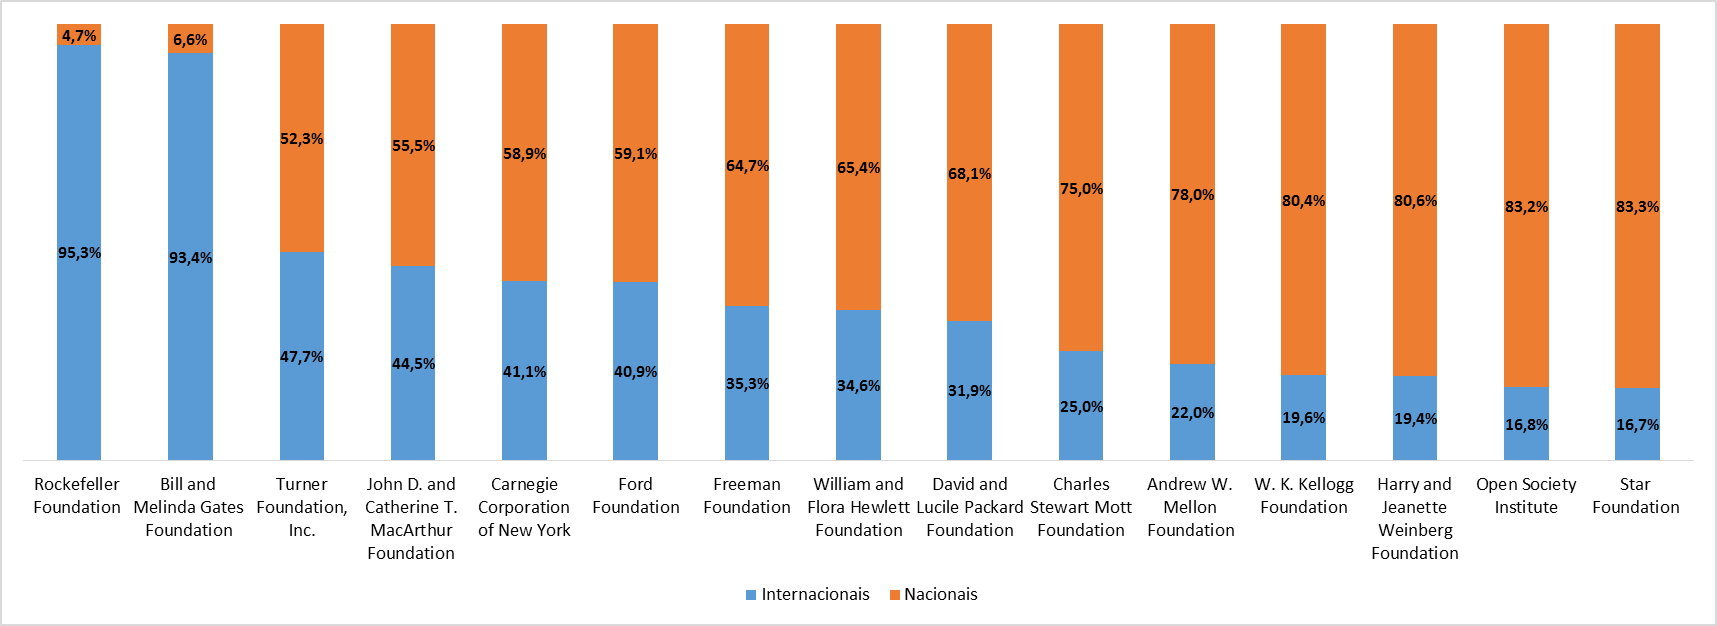 4,7%
6,6%
52,3%
55,5%
58,9%
59,1%
64,7%
65,4%
68,1%
75,0%
78,0%
80,4%
80,6%
83,2%
83,3%
95,3%
93,4%
47,7%
44,5%
41,1%
40,9%
35,3%
34,6%
31,9%
25,0%
22,0%
19,6%
19,4%
16,8%
16,7%
Rockefeller
Foundation
Bill and
Melinda Gates
Foundation
Turner
Foundation,
Inc.
John D. and
Catherine T.
MacArthur
Foundation
Carnegie
Corporation
of New York
Ford
Foundation
Freeman
Foundation
William and
Flora Hewlett
Foundation
David and
Lucile Packard
Foundation
Charles
Stewart Mott
Foundation
Andrew W.
Mellon
Foundation
W. K. Kellogg
Foundation
Harry and
Jeanette
Weinberg
Foundation
Open Society
Institute
Star
Foundation
Internacionais
Nacionais